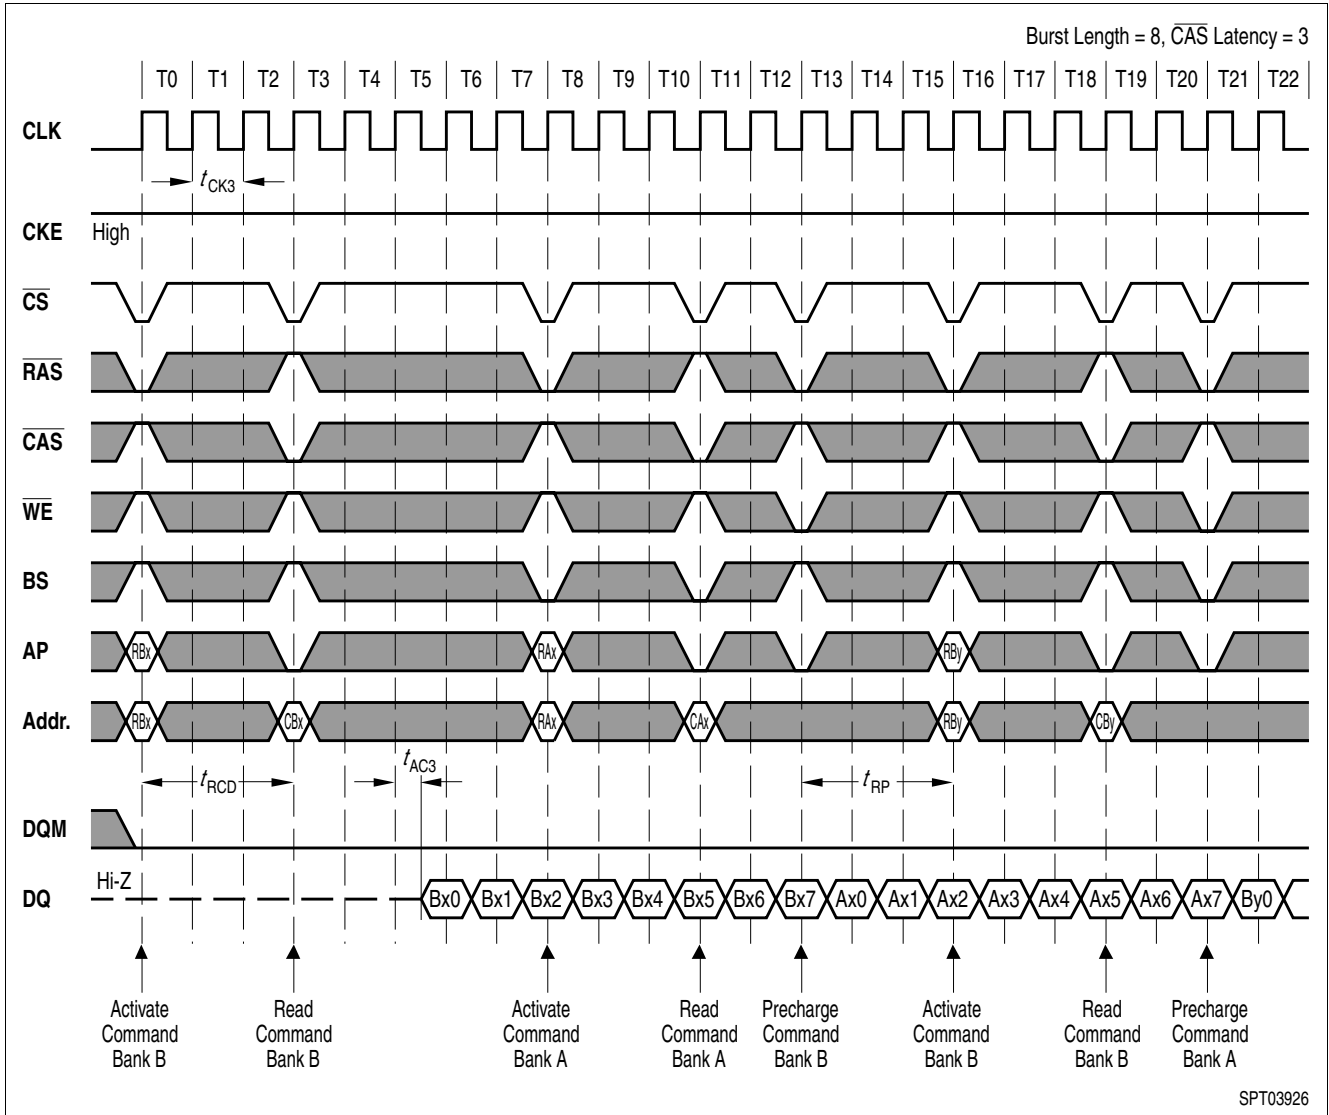 Burst Length = 8, CAS Latency = 3
T0 T1 T2 T3 T4 T5 T6 T7 T8 T9 T10 T11 T12 T13 T14 T15 T16 T17 T18 T19 T20 T21 T22
CLK
tCK3
CKE High
CS
RAS
CAS
WE
BS
AP RBx RAx RBy
Addr. RBx CBx RAx CAx RBy CBy
tRCD tAC3 tRP
DQM
DQ Hi-Z Bx0 Bx1 Bx2 Bx3 Bx4 Bx5 Bx6 Bx7 Ax0 Ax1 Ax2 Ax3 Ax4 Ax5 Ax6 Ax7 By0
Activate Read Activate Read Precharge Activate Read Precharge
Command Command Command Command Command Command Command Command
Bank B Bank B Bank A Bank A Bank B Bank B Bank B Bank A
SPT03926